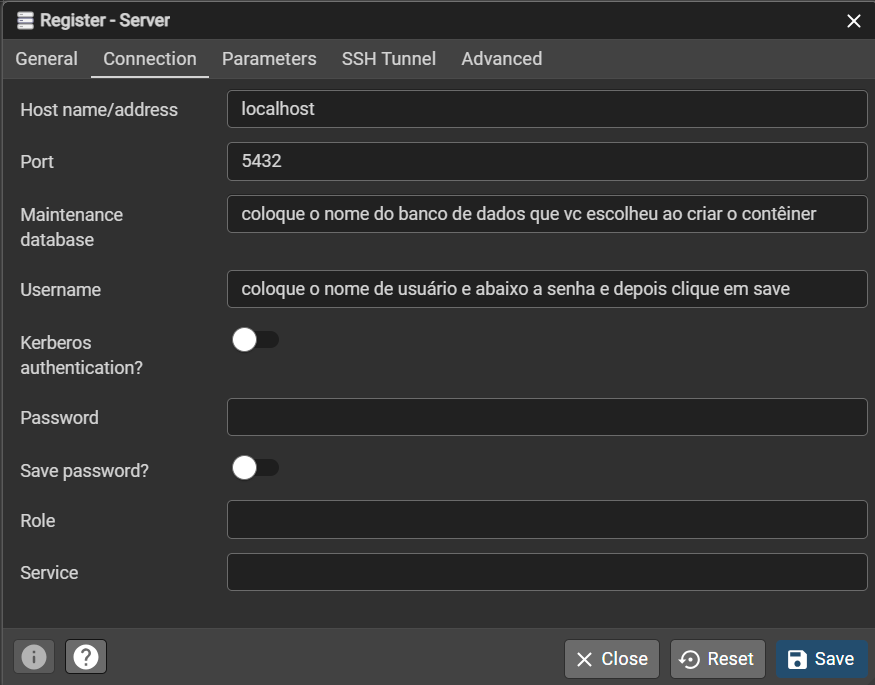 Register - Server
General Connection Parameters SSH Tunnel Advanced
Host name/address localhost
Port 5432
Maintenance
database
coloque o nome do banco de dados que vc escolheu ao criar o contêiner
Username coloque o nome de usuário e abaixo a senha e depois clique em save
Kerberos
authentication?
Password
Save password?
Role
Service
Close Reset Save